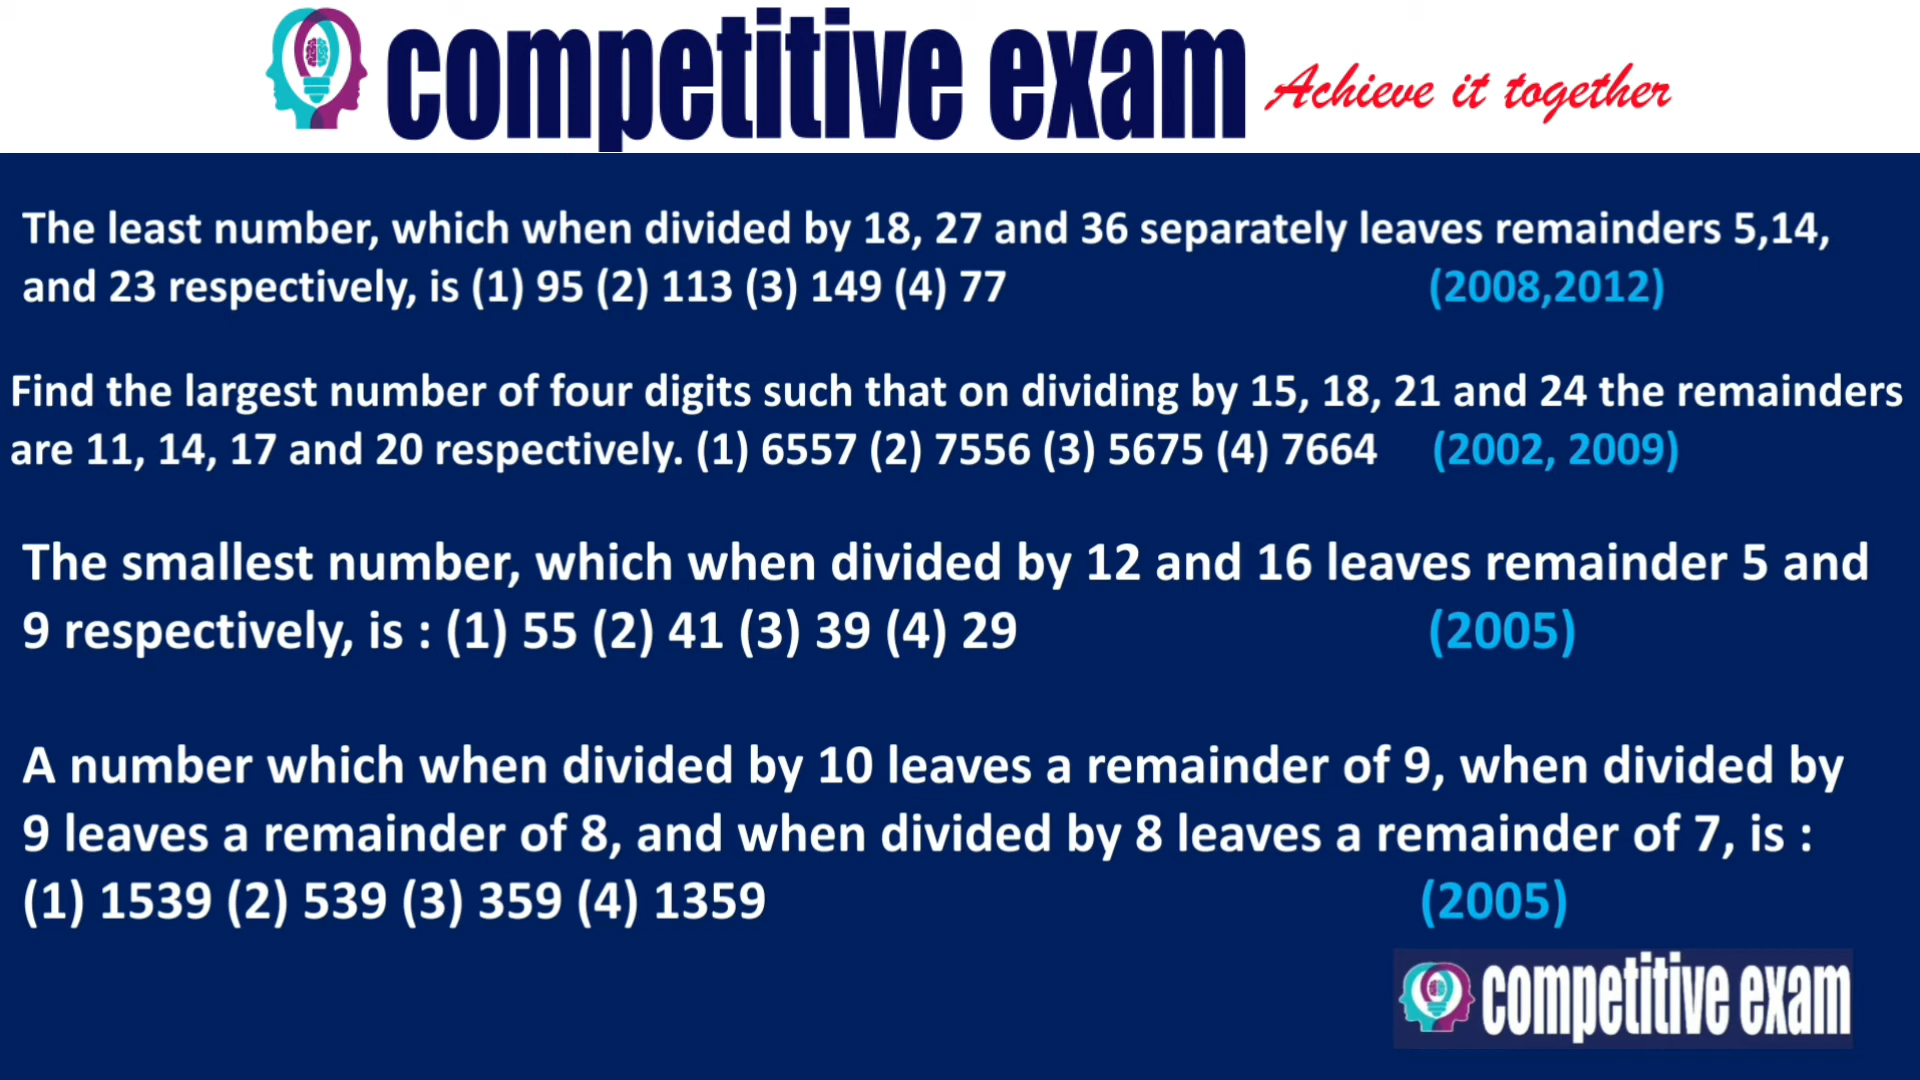 competitive exam Achieve it together
The least number, which when divided by 18, 27 and 36 separately leaves remainders 5,14,
and 23 respectively, is (1) 95 (2) 113 (3) 149 (4) 77 (2008,2012)
Find the largest number of four digits such that on dividing by 15, 18, 21 and 24 the remainders
are 11, 14, 17 and 20 respectively. (1) 6557 (2) 7556 (3) 5675 (4) 7664 (2002, 2009)
The smallest number, which when divided by 12 and 16 leaves remainder 5 and
9 respectively, is : (1) 55 (2) 41 (3) 39 (4) 29 (2005)
A number which when divided by 10 leaves a remainder of 9, when divided by
9 leaves a remainder of 8, and when divided by 8 leaves a remainder of 7, is :
(1) 1539 (2) 539 (3) 359 (4) 1359 (2005)
competitive exam